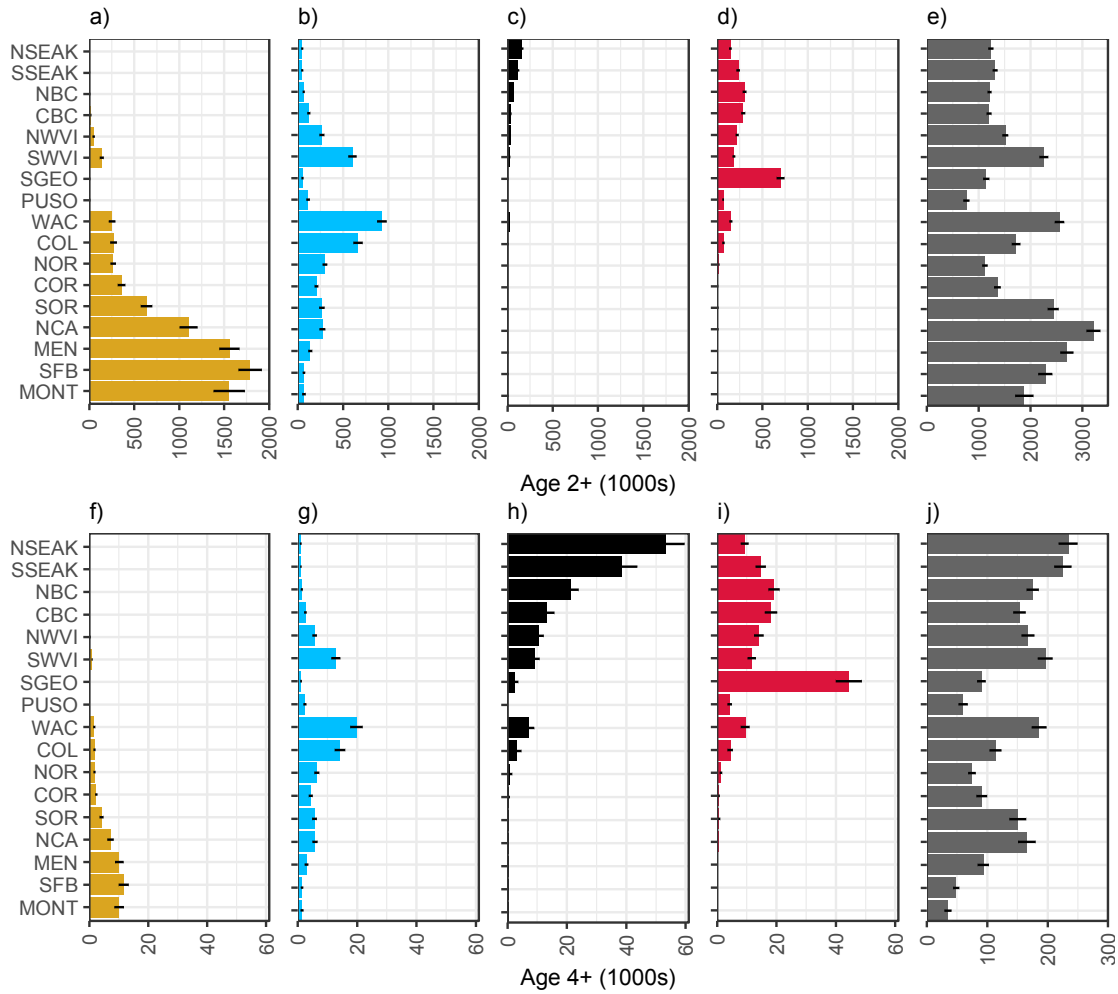 a) b) c) d) e)
NSEAK
SSEAK
NBC
CBC
NWVI
SWVI
SGEO
PUSO
WAC
COL
NOR
COR
SOR
NCA
MEN
SFB
MONT
0 500 1000 1500 2000 0 500 1000 1500 2000 0 500 1000 1500 2000 0 500 1000 1500 2000 0 1000 2000 3000
Age 2+ (1000s)
f) g) h) i) j)
NSEAK
SSEAK
NBC
CBC
NWVI
SWVI
SGEO
PUSO
WAC
COL
NOR
COR
SOR
NCA
MEN
SFB
MONT
0 20 40 60 0 20 40 60 0 20 40 60 0 20 40 60 0 100 200 300
Age 4+ (1000s)